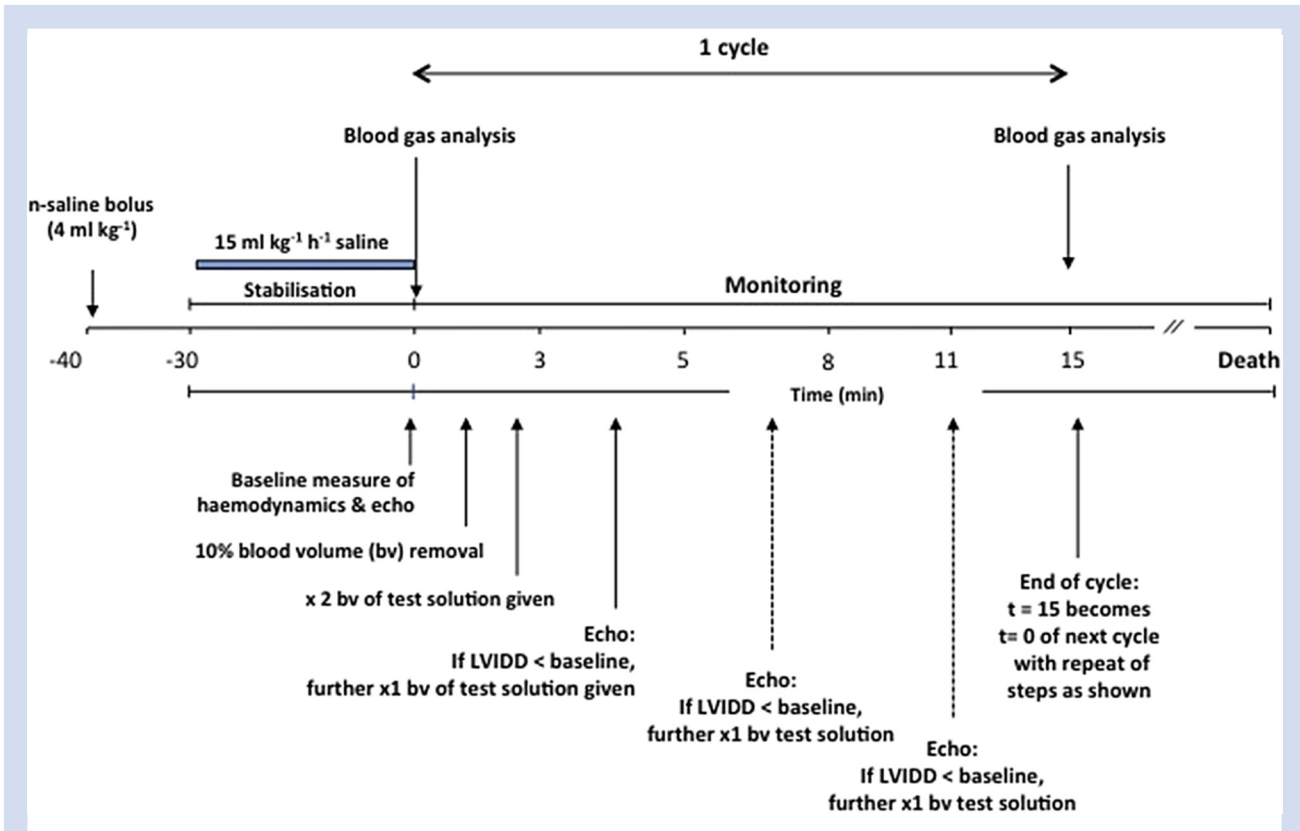 1 cycle
Blood gas analysis
Blood gas analysis
n-saline bolus
(4 ml kg⁻¹)
15 ml kg⁻¹ h⁻¹ saline
Stabilisation
Monitoring
-40
-30
0
3
5
8
11
15
Death
Time (min)
Baseline measure of
haemodynamics & echo
10% blood volume (bv) removal
x 2 bv of test solution given
Echo:
If LVIDD < baseline,
further x1 bv of test solution given
Echo:
If LVIDD < baseline,
further x1 bv test solution
Echo:
If LVIDD < baseline,
further x1 bv test solution
End of cycle:
t = 15 becomes
t= 0 of next cycle
with repeat of
steps as shown